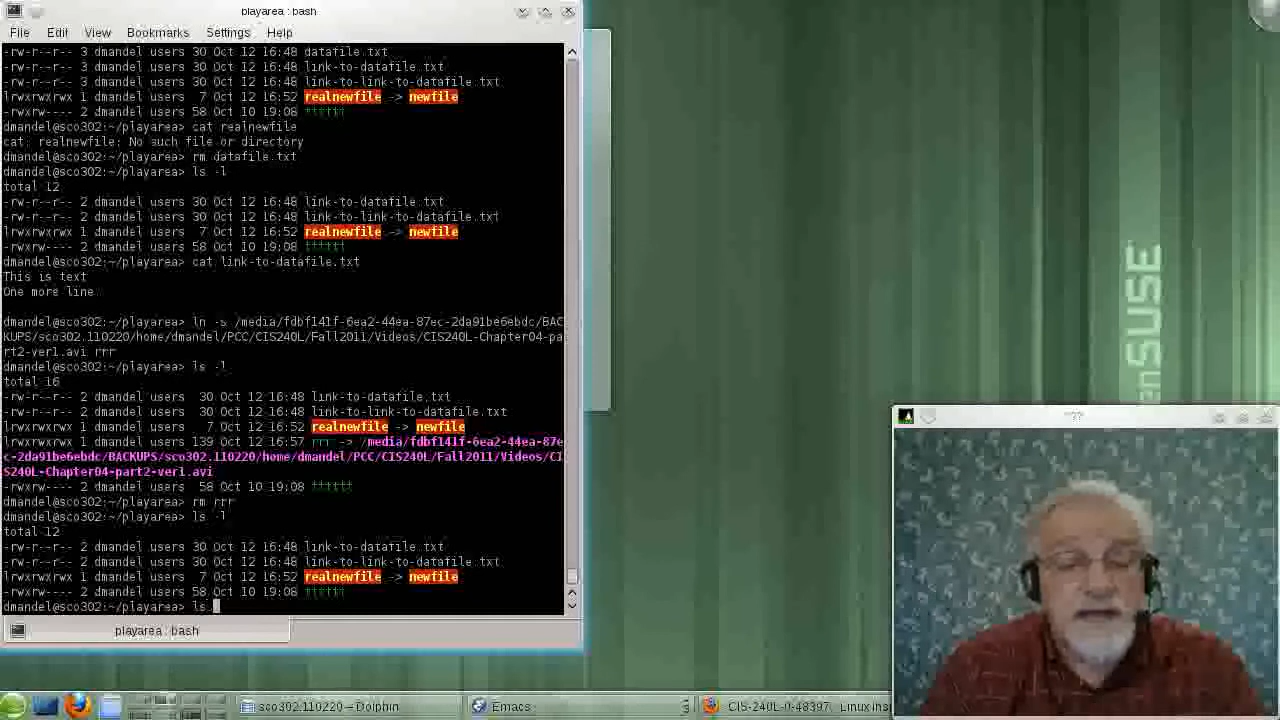 playarea : bash
File Edit View Bookmarks Settings Help
-rw-r--r-- 3 dmandel users 30 Oct 12 16:48 datafile.txt
-rw-r--r-- 3 dmandel users 30 Oct 12 16:48 link-to-datafile.txt
-rw-r--r-- 3 dmandel users 30 Oct 12 16:48 link-to-link-to-datafile.txt
lrwxrwxrwx 1 dmandel users 7 Oct 12 16:52 realnewfile -> newfile
-rwxrw---- 2 dmandel users 58 Oct 10 19:08 tttttt
dmandel@sco302:~/playarea> cat realnewfile
cat: realnewfile: No such file or directory
dmandel@sco302:~/playarea> rm datafile.txt
dmandel@sco302:~/playarea> ls -l
total 12
-rw-r--r-- 2 dmandel users 30 Oct 12 16:48 link-to-datafile.txt
-rw-r--r-- 2 dmandel users 30 Oct 12 16:48 link-to-link-to-datafile.txt
lrwxrwxrwx 1 dmandel users 7 Oct 12 16:52 realnewfile -> newfile
-rwxrw---- 2 dmandel users 58 Oct 10 19:08 tttttt
dmandel@sco302:~/playarea> cat link-to-datafile.txt
This is text
One more line.
dmandel@sco302:~/playarea> ln -s /media/fdbf141f-6ea2-44ea-87ec-2da91be6ebdc/BAC
KUPS/sco302.110220/home/dmandel/PCC/CIS240L/Fall2011/Videos/CIS240L-Chapter04-pa
rt2-ver1.avi rrr
dmandel@sco302:~/playarea> ls -l
total 16
-rw-r--r-- 2 dmandel users 30 Oct 12 16:48 link-to-datafile.txt
-rw-r--r-- 2 dmandel users 30 Oct 12 16:48 link-to-link-to-datafile.txt
lrwxrwxrwx 1 dmandel users 7 Oct 12 16:52 realnewfile -> newfile
lrwxrwxrwx 1 dmandel users 139 Oct 12 16:57 rrr -> /media/fdbf141f-6ea2-44ea-87e
c-2da91be6ebdc/BACKUPS/sco302.110220/home/dmandel/PCC/CIS240L/Fall2011/Videos/CI
S240L-Chapter04-part2-ver1.avi
-rwxrw---- 2 dmandel users 58 Oct 10 19:08 tttttt
dmandel@sco302:~/playarea> rm rrr
dmandel@sco302:~/playarea> ls -l
total 12
-rw-r--r-- 2 dmandel users 30 Oct 12 16:48 link-to-datafile.txt
-rw-r--r-- 2 dmandel users 30 Oct 12 16:48 link-to-link-to-datafile.txt
lrwxrwxrwx 1 dmandel users 7 Oct 12 16:52 realnewfile -> newfile
-rwxrw---- 2 dmandel users 58 Oct 10 19:08 tttttt
dmandel@sco302:~/playarea> ls
playarea : bash
enSUSE
???
sco302.110220 – Dolphin
Emacs
3
CIS-240L-0-48397, Linux Ins